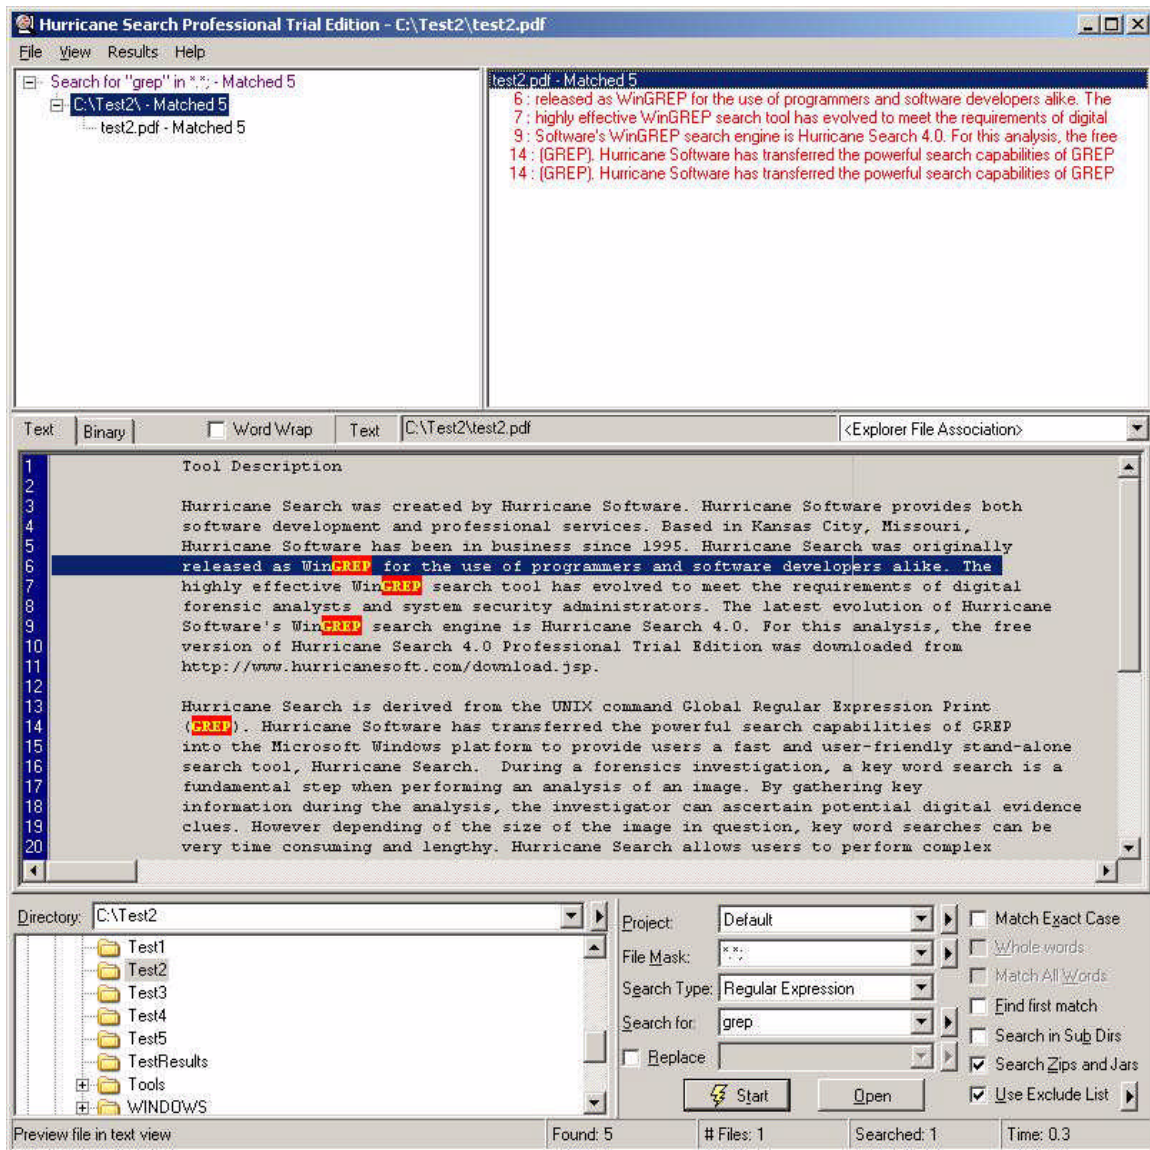 Hurricane Search Professional Trial Edition - C:\Test2\test2.pdf
File View Results Help
Search for "grep" in *.*; - Matched 5
C:\Test2\ - Matched 5
test2.pdf - Matched 5
test2.pdf - Matched 5
6 : released as WinGREP for the use of programmers and software developers alike. The
7 : highly effective WinGREP search tool has evolved to meet the requirements of digital
9 : Software's WinGREP search engine is Hurricane Search 4.0. For this analysis, the free
14 : (GREP). Hurricane Software has transferred the powerful search capabilities of GREP
14 : (GREP). Hurricane Software has transferred the powerful search capabilities of GREP
Text Binary Word Wrap Text C:\Test2\test2.pdf <Explorer File Association>
1 Tool Description
2
3 Hurricane Search was created by Hurricane Software. Hurricane Software provides both
4 software development and professional services. Based in Kansas City, Missouri,
5 Hurricane Software has been in business since 1995. Hurricane Search was originally
6 released as WinGREP for the use of programmers and software developers alike. The
7 highly effective WinGREP search tool has evolved to meet the requirements of digital
8 forensic analysts and system security administrators. The latest evolution of Hurricane
9 Software's WinGREP search engine is Hurricane Search 4.0. For this analysis, the free
10 version of Hurricane Search 4.0 Professional Trial Edition was downloaded from
11 http://www.hurricanesoft.com/download.jsp.
12
13 Hurricane Search is derived from the UNIX command Global Regular Expression Print
14 (GREP). Hurricane Software has transferred the powerful search capabilities of GREP
15 into the Microsoft Windows platform to provide users a fast and user-friendly stand-alone
16 search tool, Hurricane Search. During a forensics investigation, a key word search is a
17 fundamental step when performing an analysis of an image. By gathering key
18 information during the analysis, the investigator can ascertain potential digital evidence
19 clues. However depending of the size of the image in question, key word searches can be
20 very time consuming and lengthy. Hurricane Search allows users to perform complex
Directory: C:\Test2
Test1
Test2
Test3
Test4
Test5
TestResults
Tools
WINDOWS
Project: Default
File Mask: *.*;
Search Type: Regular Expression
Search for: grep
Replace
Start Open
Match Exact Case
Whole words
Match All Words
Find first match
Search in Sub Dirs
Search Zips and Jars
Use Exclude List
Preview file in text view Found: 5 # Files: 1 Searched: 1 Time: 0.3